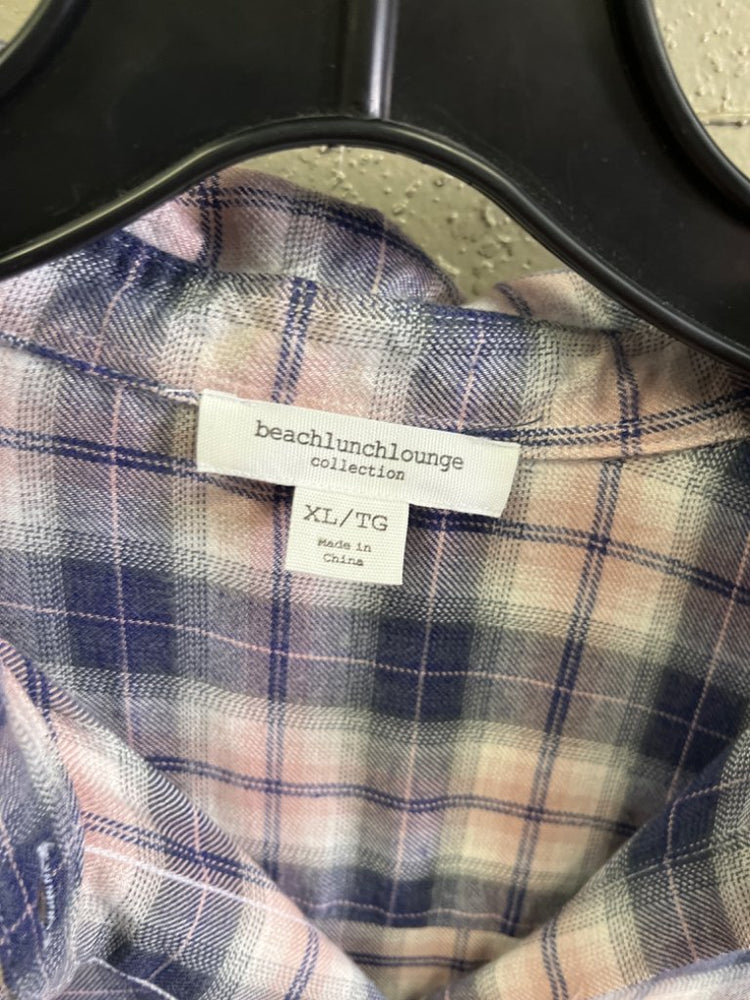 beachlunchlounge
collection
XL/TG
Made in
China